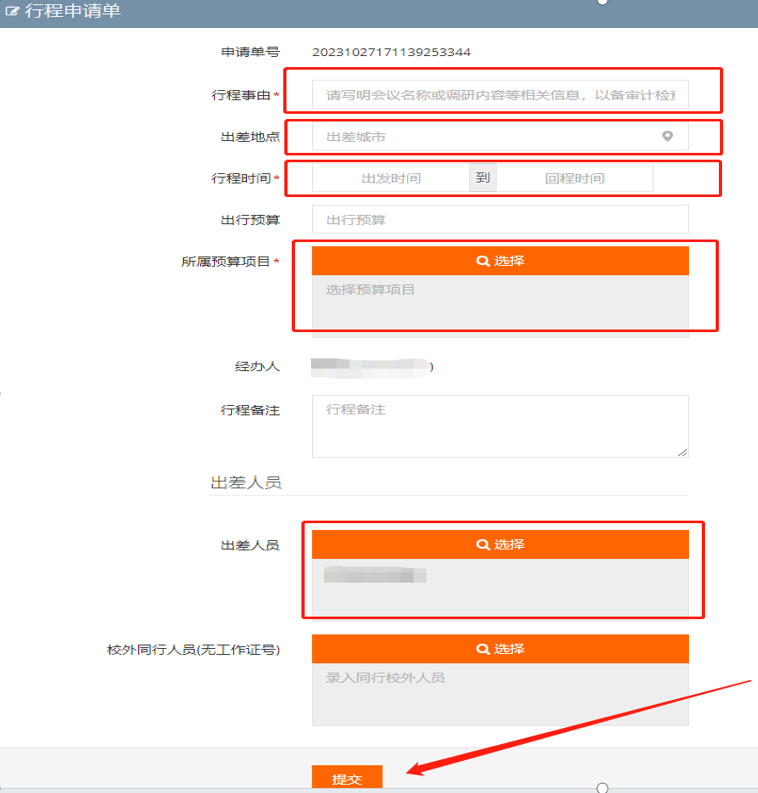 行程申请单
申请单号 20231027171139253344
行程事由* 请写明会议名称或调研内容等相关信息，以备审计检查
出差地点 出差城市
行程时间* 出发时间 到 回程时间
出行预算 出行预算
所属预算项目* 选择
选择预算项目
经办人 )
行程备注 行程备注
出差人员
出差人员 选择
校外同行人员(无工作证号) 选择
录入同行校外人员
提交